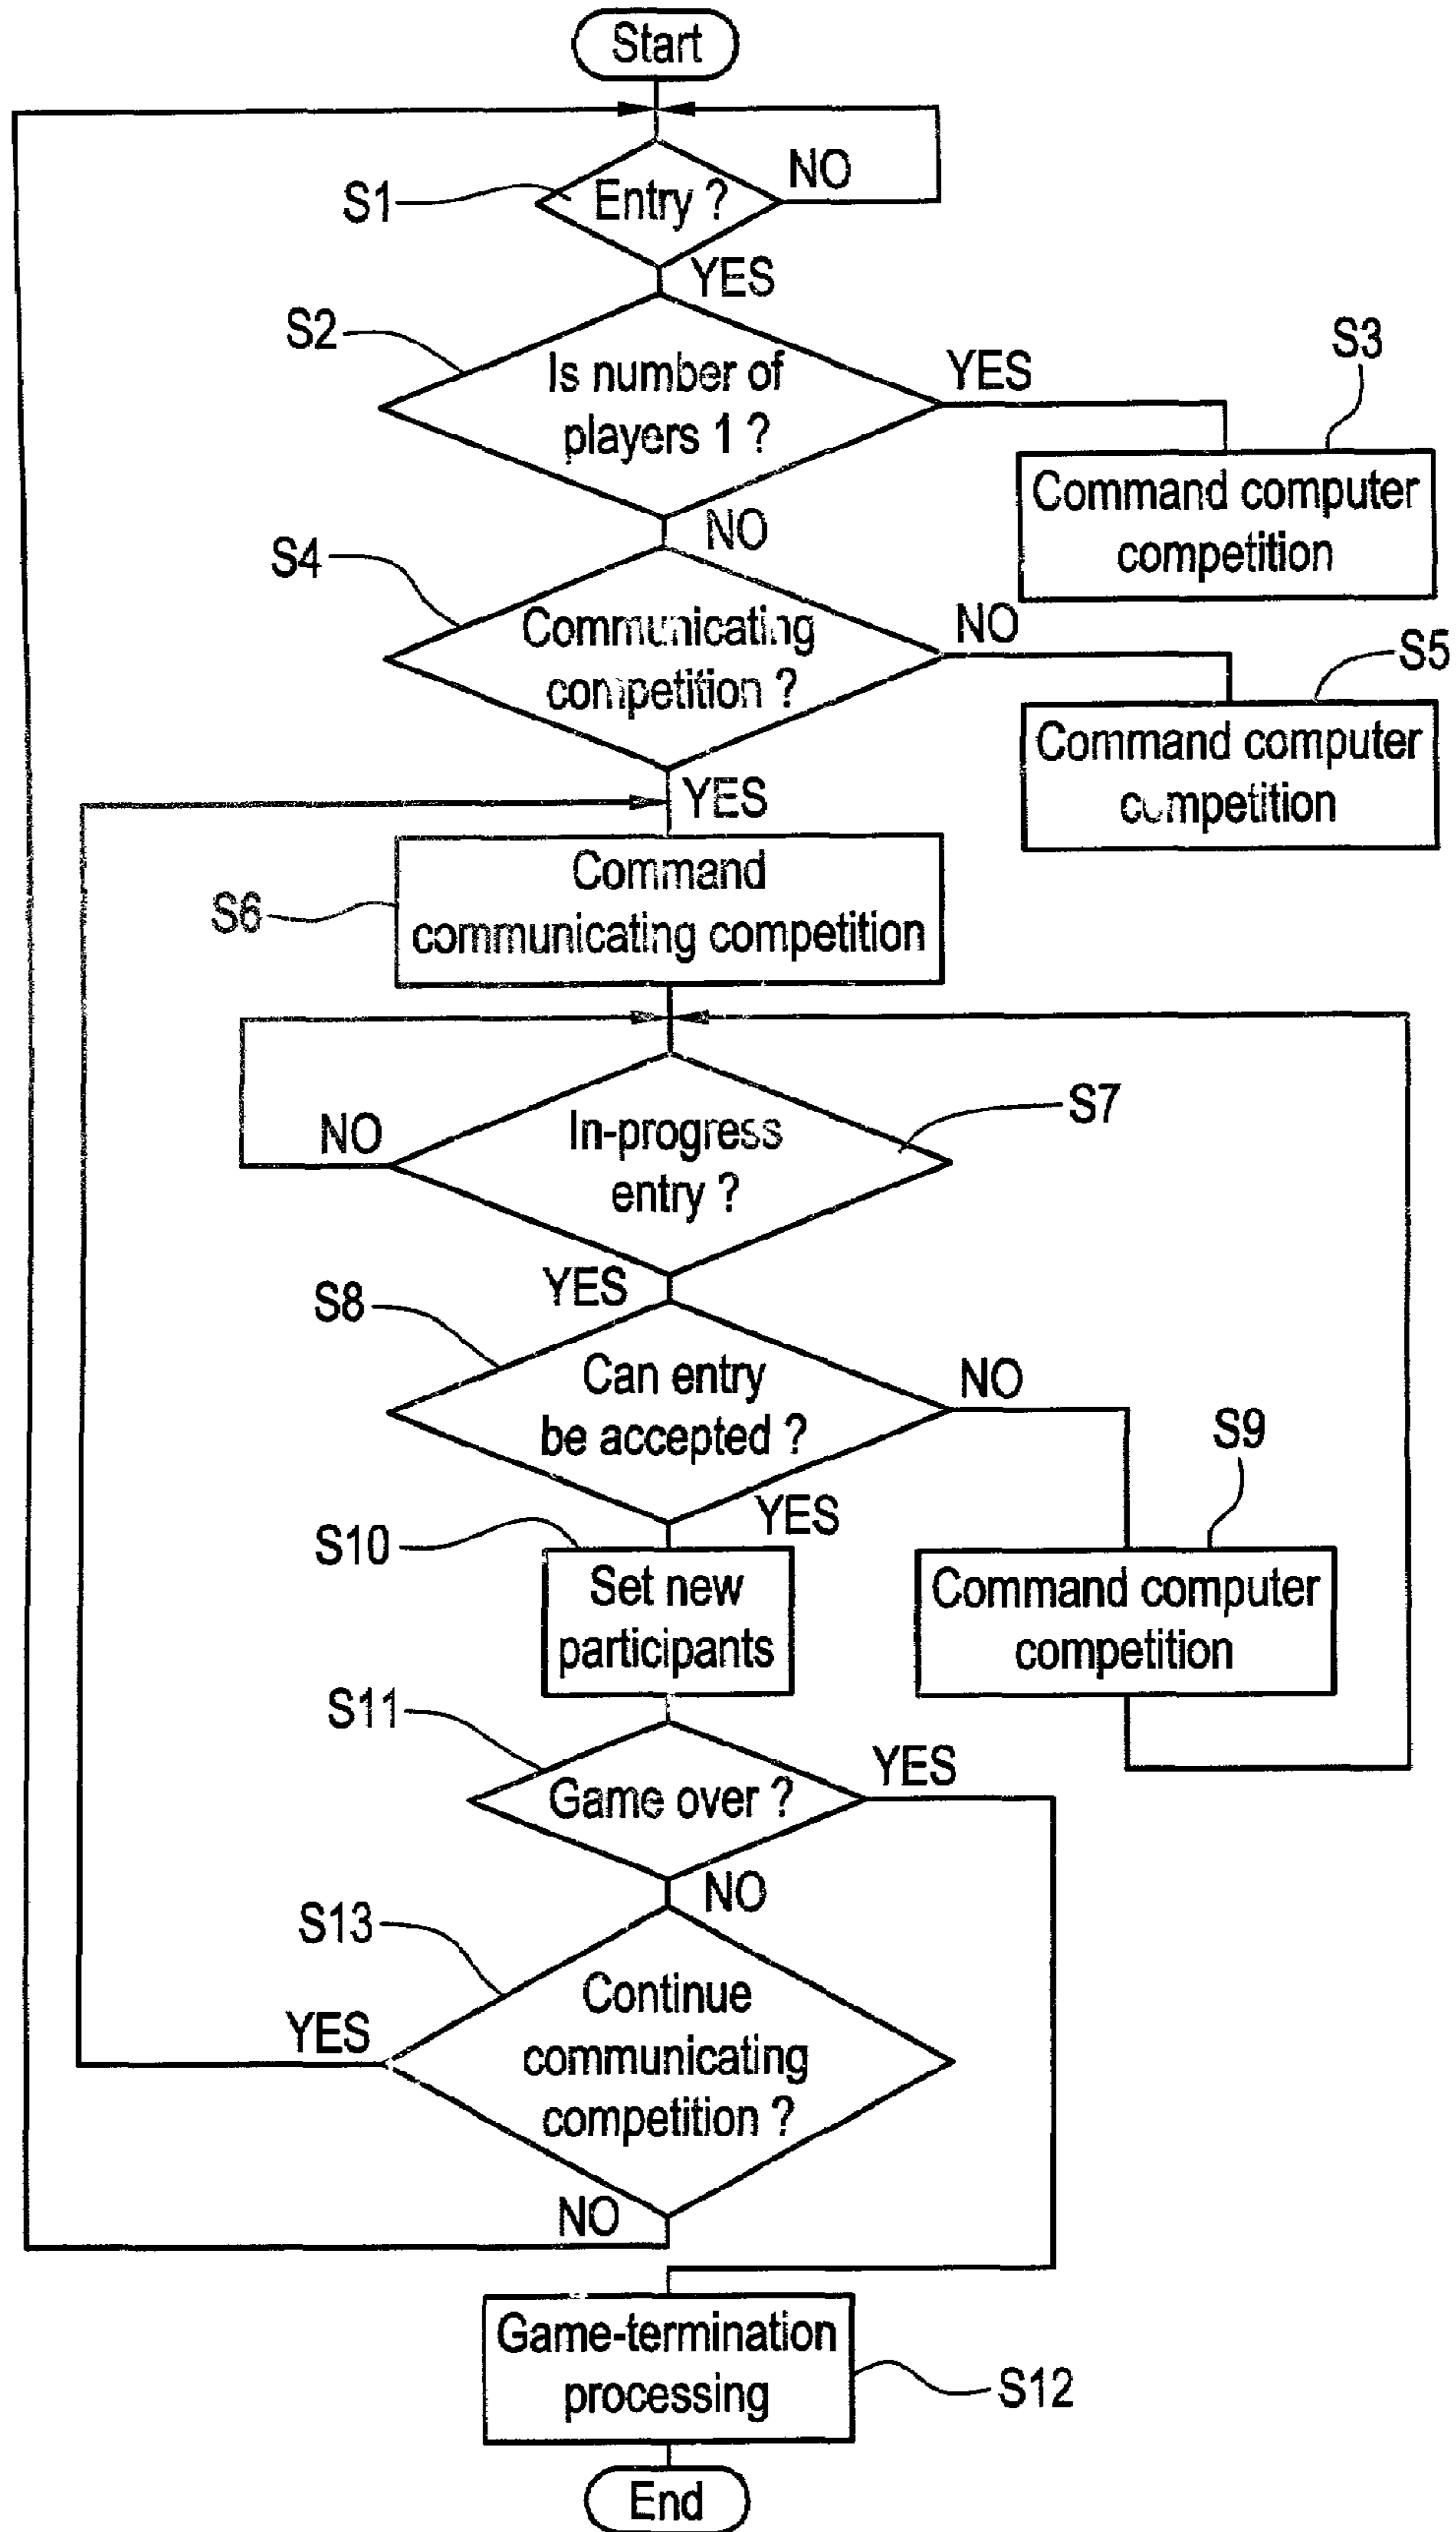 Start
S1
Entry ?
NO
YES
S2
Is number of
players 1 ?
YES
S3
Command computer
competition
NO
S4
Communicating
competition ?
NO
S5
Command computer
competition
YES
S6
Command
communicating competition
S7
In-progress
entry ?
NO
YES
S8
Can entry
be accepted ?
NO
S9
Command computer
competition
YES
S10
Set new
participants
S11
Game over ?
YES
NO
S13
Continue
communicating
competition ?
YES
NO
Game-termination
processing
S12
End